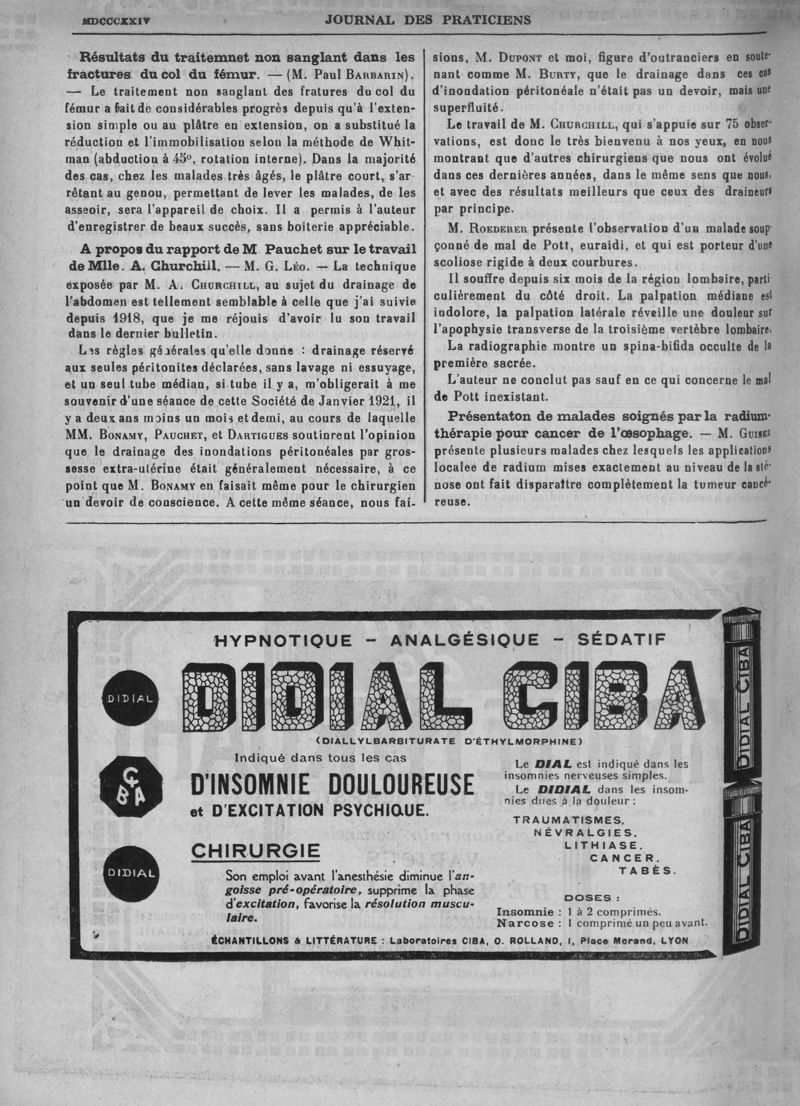 MDCCCXXIV
JOURNAL DES PRATICIENS
Résultats du traitemnet non sanglant dans les
fractures du col du fémur. — (M. Paul BARBARIN).
— Le traitement non sanglant des fratures du col du
fémur a fait de considérables progrès depuis qu'à l'exten-
sion simple ou au plâtre en extension, on a substitué la
réduction et l'immobilisation selon la méthode de Whit-
man (abduction à 45°, rotation interne). Dans la majorité
des cas, chez les malades très âgés, le plâtre court, s'ar-
rêtant au genou, permettant de lever les malades, de les
asseoir, sera l'appareil de choix. Il a permis à l'auteur
d'enregistrer de beaux succès, sans boiterie appréciable.
A propos du rapport de M Pauchet sur le travail
de Mlle. A. Churchill. — M. G. LÉO. — La technique
exposée par M. A. CHURCHILL, au sujet du drainage de
l'abdomen est tellement semblable à celle que j'ai suivie
depuis 1918, que je me réjouis d'avoir lu son travail
dans le dernier bulletin.
Les règles générales qu'elle donne : drainage réservé
aux seules péritonites déclarées, sans lavage ni essuyage,
et un seul tube médian, si tube il y a, m'obligerait à me
souvenir d'une séance de cette Société de Janvier 1921, il
y a deux ans moins un mois et demi, au cours de laquelle
MM. BONAMY, PAUCHET, et DARTIGUES soutinrent l'opinion
que le drainage des inondations péritonéales par gros-
sesse extra-utérine était généralement nécessaire, à ce
point que M. BONAMY en faisait même pour le chirurgien
un devoir de conscience. A cette même séance, nous fai-
sions, M. DUPONT et moi, figure d'outranciers en soute-
nant comme M. BURTY, que le drainage dans ces cas
d'inondation péritonéale n'était pas un devoir, mais une
superfluité.
Le travail de M. CHURCHILL, qui s'appuie sur 75 obser-
vations, est donc le très bienvenu à nos yeux, en nous
montrant que d'autres chirurgiens que nous ont évolué
dans ces dernières années, dans le même sens que nous,
et avec des résultats meilleurs que ceux des draineurs
par principe.
M. ROEDERER présente l'observation d'un malade soup-
çonné de mal de Pott, euraidi, et qui est porteur d'une
scoliose rigide à deux courbures.
Il souffre depuis six mois de la région lombaire, parti
culièrement du côté droit. La palpation médiane est
indolore, la palpation latérale réveille une douleur sur
l'apophysie transverse de la troisième vertèbre lombaire.
La radiographie montre un spina-bifida occulte de la
première sacrée.
L'auteur ne conclut pas sauf en ce qui concerne le mal
de Pott inexistant.
Présentaton de malades soignés par la radium-
thérapie pour cancer de l'œsophage. — M. GUISEZ
présente plusieurs malades chez lesquels les applications
localee de radium mises exactement au niveau de la sté-
nose ont fait disparaître complètement la tumeur cancé-
reuse.
HYPNOTIQUE - ANALGÉSIQUE - SÉDATIF
DIDIAL CIBA
(DIALLYLBARBITURATE D'ÉTHYLMORPHINE)
DIDIAL
CIBA
DIDIAL
Indiqué dans tous les cas
D'INSOMNIE DOULOUREUSE
et D'EXCITATION PSYCHIQUE.
CHIRURGIE
Son emploi avant l'anesthésie diminue l'an-
goisse pré-opératoire, supprime la phase
d'excitation, favorise la résolution muscu-
laire.
Le DIAL est indiqué dans les
insomnies nerveuses simples.
Le DIDIAL dans les insom-
nies dues à la douleur :
TRAUMATISMES,
NÉVRALGIES,
LITHIASE,
CANCER,
TABÈS.
DOSES :
Insomnie : 1 à 2 comprimés.
Narcose : 1 comprimé un peu avant.
ÉCHANTILLONS & LITTÉRATURE : Laboratoires CIBA, O. ROLLAND, 1, Place Morand, LYON
DIDIAL CIBA
DIDIAL CIBA